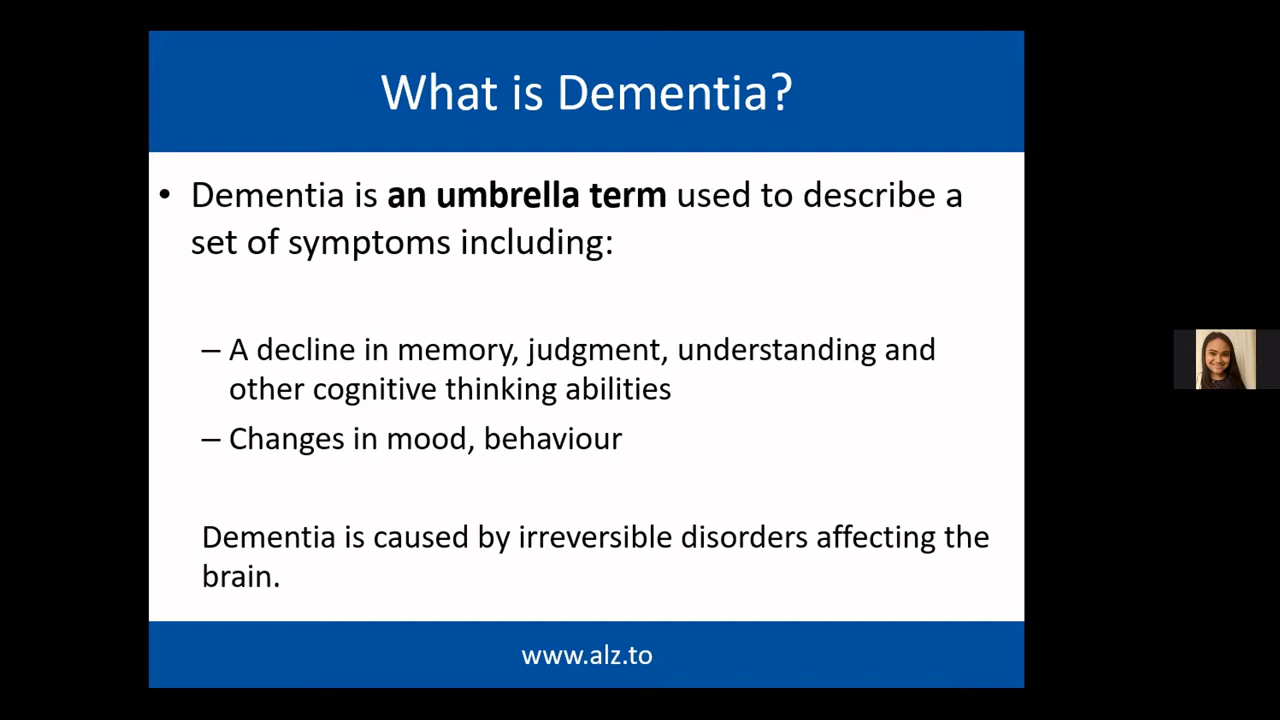 What is Dementia?
• Dementia is an umbrella term used to describe a
set of symptoms including:
– A decline in memory, judgment, understanding and
other cognitive thinking abilities
– Changes in mood, behaviour
Dementia is caused by irreversible disorders affecting the
brain.
www.alz.to